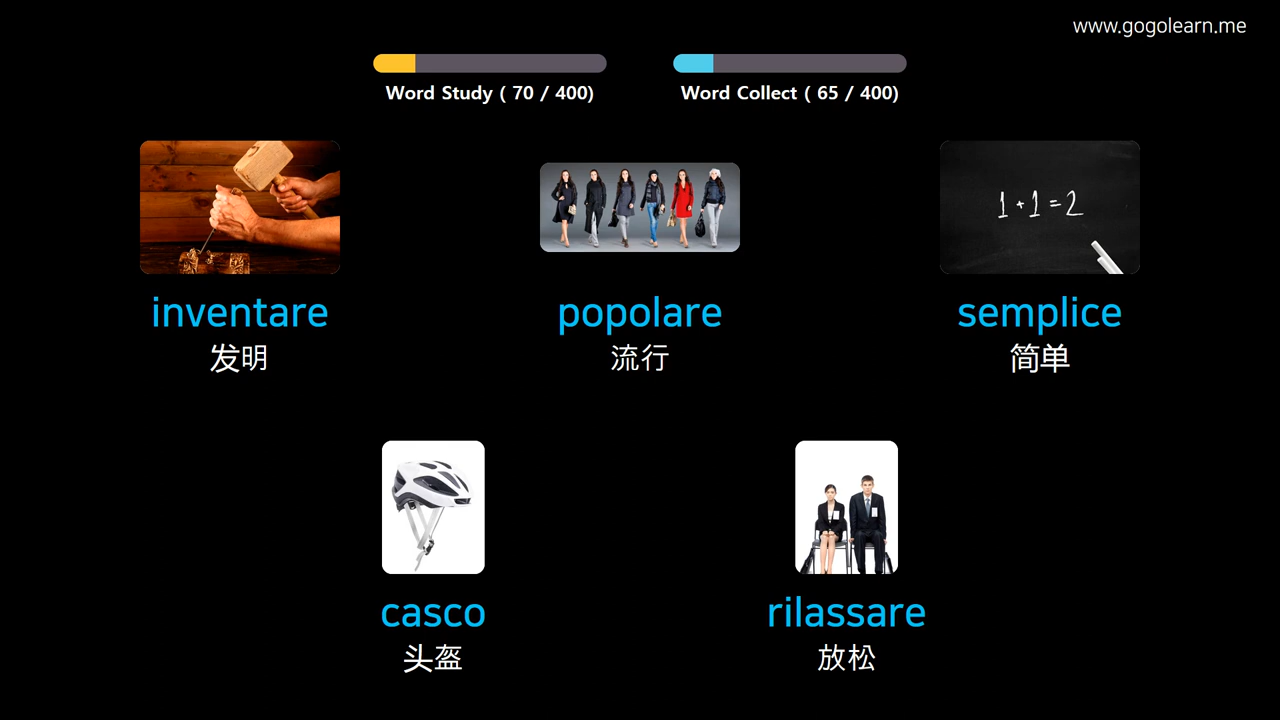 www.gogolearn.me
Word Study ( 70 / 400)
Word Collect ( 65 / 400)
1 + 1 = 2
inventare
发明
popolare
流行
semplice
简单
casco
头盔
rilassare
放松